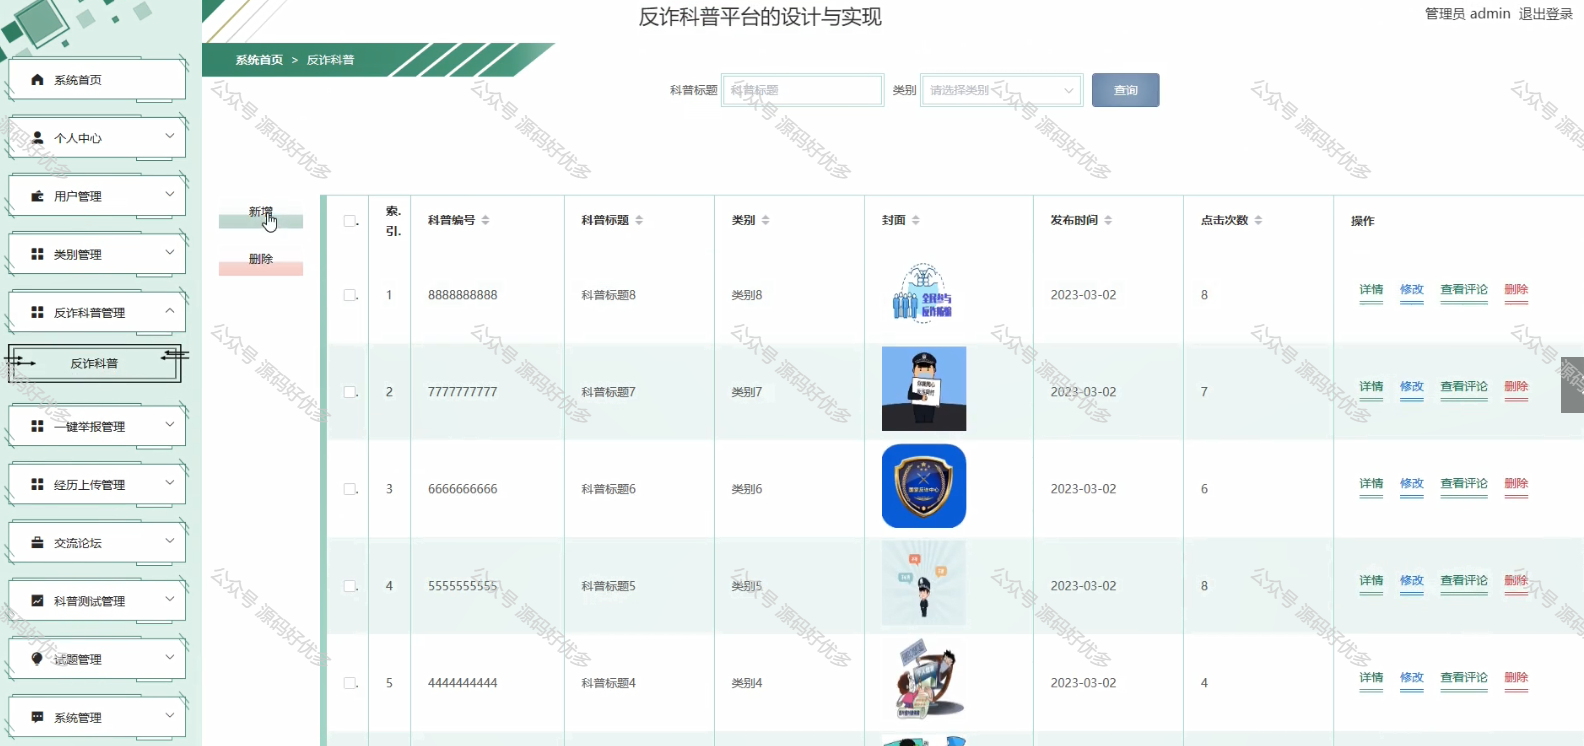 反诈科普平台的设计与实现
管理员 admin 退出登录
系统首页 > 反诈科普
科普标题 科普标题 类别 请选择类别 查询
系统首页
个人中心
用户管理
类别管理
反诈科普管理
反诈科普
一键举报管理
经历上传管理
交流论坛
科普测试管理
试题管理
系统管理
新增
删除
索引. 科普编号 科普标题 类别 封面 发布时间 点击次数 操作
1 8888888888 科普标题8 类别8 2023-03-02 8 详情 修改 查看评论 删除
2 7777777777 科普标题7 类别7 2023-03-02 7 详情 修改 查看评论 删除
3 6666666666 科普标题6 类别6 2023-03-02 6 详情 修改 查看评论 删除
4 5555555555 科普标题5 类别5 2023-03-02 8 详情 修改 查看评论 删除
5 4444444444 科普标题4 类别4 2023-03-02 4 详情 修改 查看评论 删除
公众号 源码好优多